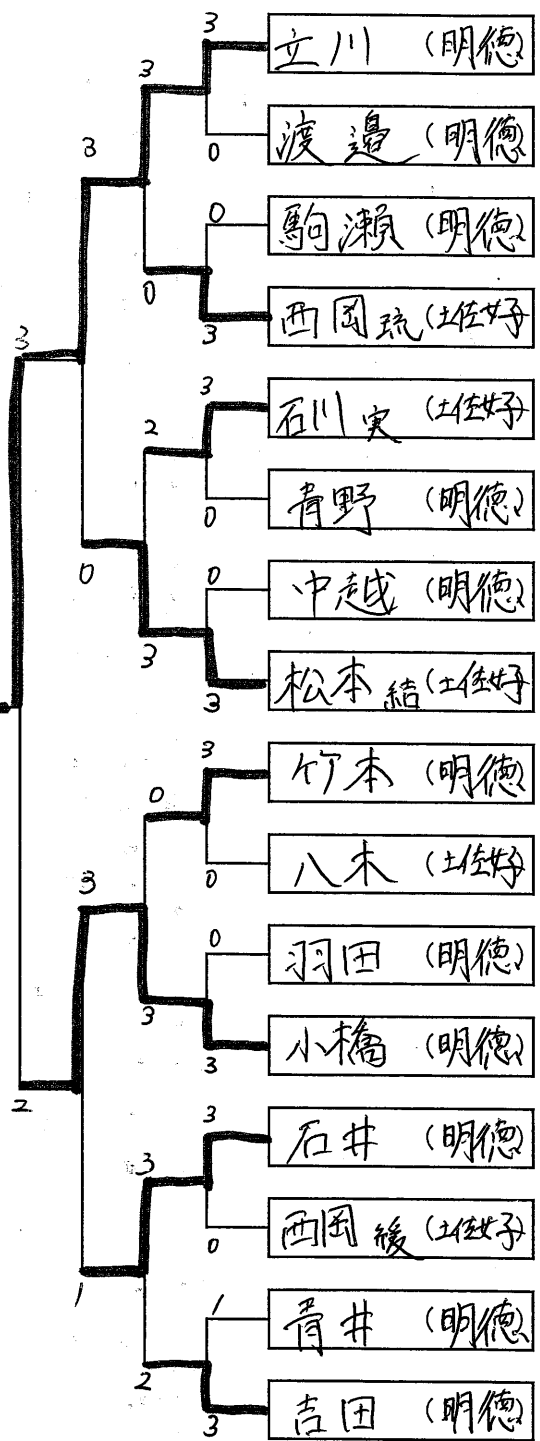 3
立川 (明徳)
3
0
渡邉 (明徳)
3
0
駒瀬 (明徳)
0
3
西岡琉 (土佐女子)
3
3
石川実 (土佐女子)
2
0
青野 (明徳)
0
0
中越 (明徳)
3
3
松本結 (土佐女子)
3
竹本 (明徳)
0
0
八木 (土佐女子)
3
0
羽田 (明徳)
3
3
小橋 (明徳)
2
3
石井 (明徳)
3
0
西岡綾 (土佐女子)
1
1
青井 (明徳)
2
3
吉田 (明徳)